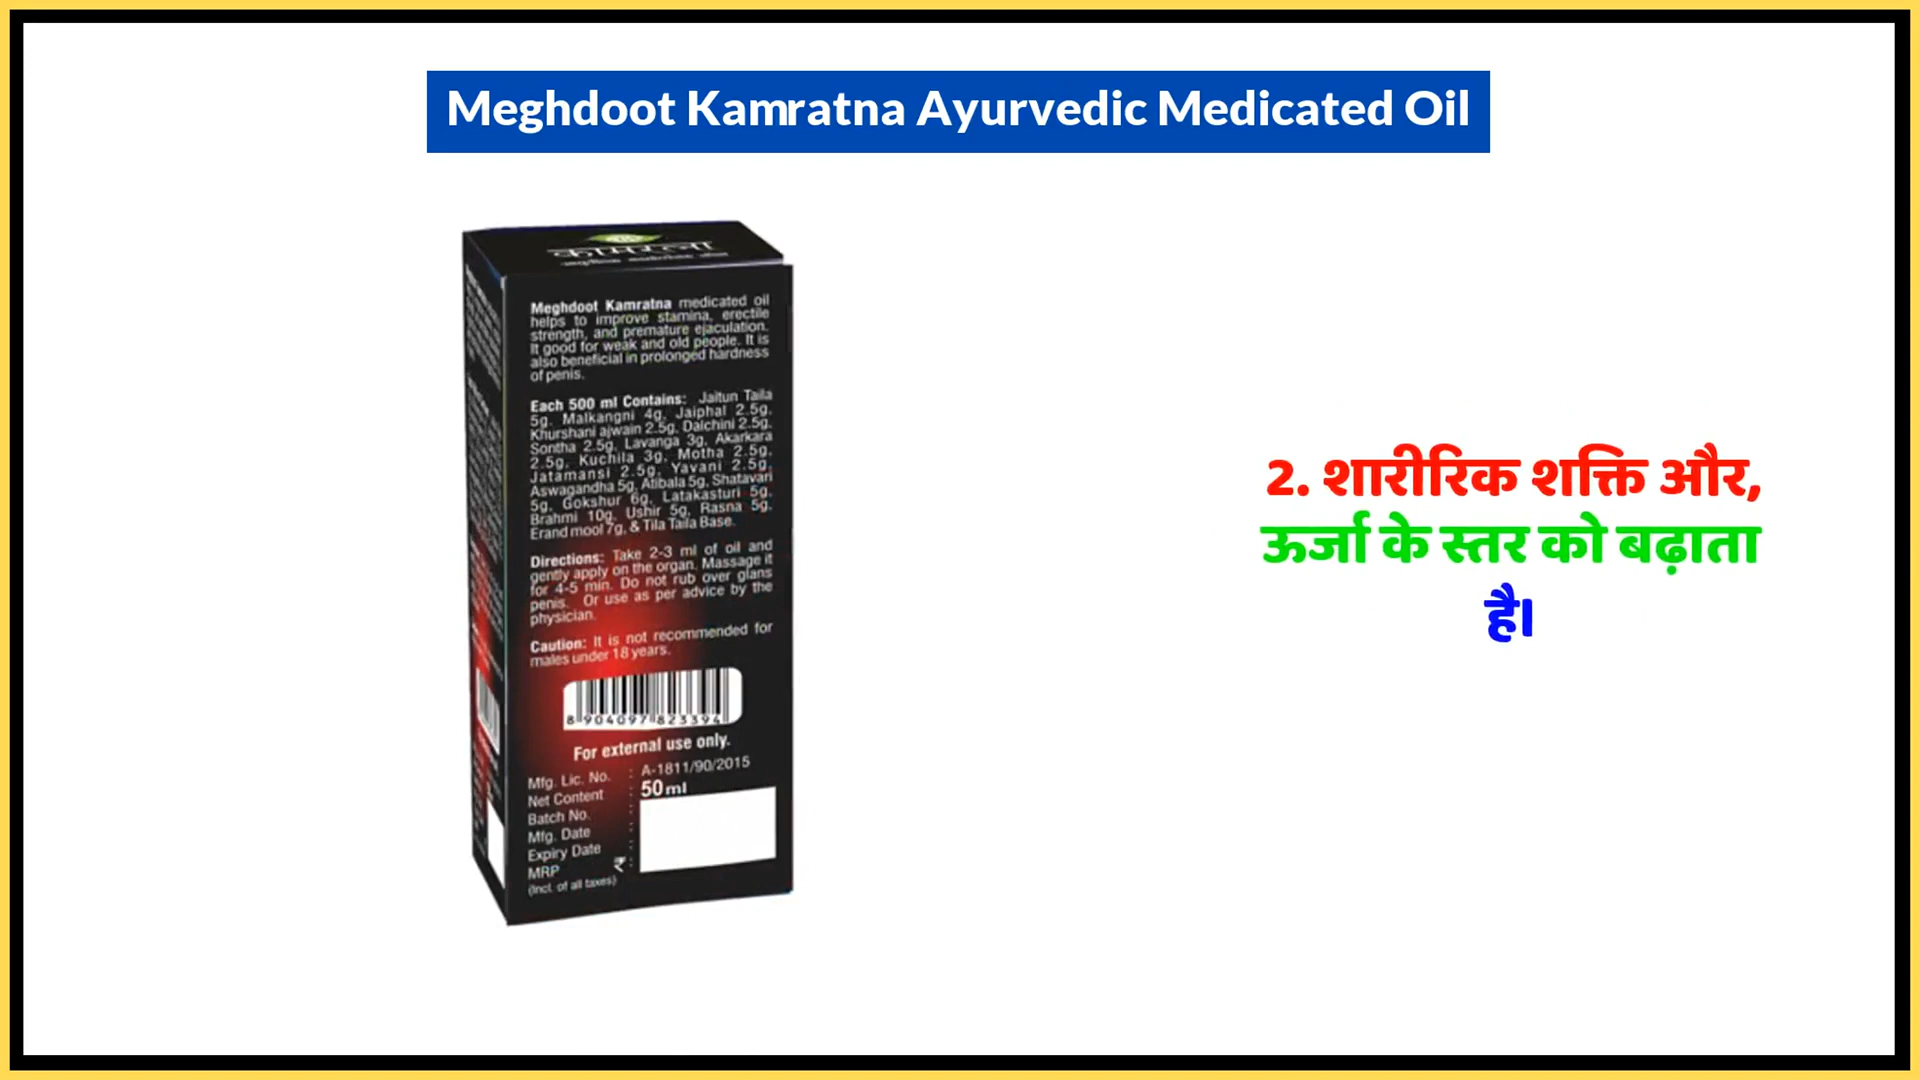 Meghdoot Kamratna Ayurvedic Medicated Oil
कामरत्ना
Meghdoot Kamratna medicated oil
helps to improve stamina, erectile
strength, and premature ejaculation.
It good for weak and old people. It is
also beneficial in prolonged hardness
of penis.
Each 500 ml Contains: Jaitun Taila
5g, Malkangni 4g, Jaiphal 2.5g,
Khurshani ajwain 2.5g, Dalchini 2.5g,
Sontha 2.5g, Lavanga 3g, Akarkara
2.5g, Kuchila 3g, Motha 2.5g,
Jatamansi 2.5g, Yavani 2.5g,
Aswagandha 5g, Atibala 5g, Shatavari
5g, Gokshur 6g, Latakasturi 5g,
Brahmi 10g, Ushir 5g, Rasna 5g,
Erand mool 7g, & Tila Taila Base.
Directions: Take 2-3 ml of oil and
gently apply on the organ. Massage it
for 4-5 min. Do not rub over glans
penis. Or use as per advice by the
physician.
Caution: It is not recommended for
males under 18 years.
8 904097 823394
For external use only.
Mfg. Lic. No. : A-1811/90/2015
Net Content : 50ml
Batch No. :
Mfg. Date :
Expiry Date :
MRP ₹ :
(Incl. of all taxes)
2. शारीरिक शक्ति और,
ऊर्जा के स्तर को बढ़ाता
है।